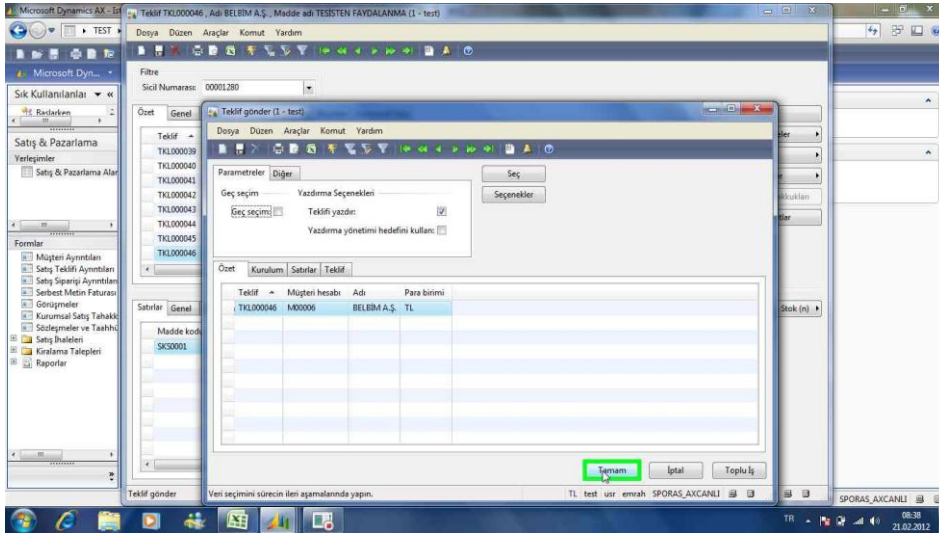 Microsoft Dynamics AX - Ist
Teklif TKL000046 , Adı BELBİM A.Ş. , Madde adı TESİSTEN FAYDALANMA (1 - test)
TEST
Dosya Düzen Araçlar Komut Yardım
Microsoft Dyn...
Filtre
Sicil Numarası: 00001280
Sık Kullanılanlar
Başlarken
Özet Genel
Teklif gönder (1 - test)
Dosya Düzen Araçlar Komut Yardım
Satış & Pazarlama
Yerleşimler
Satış & Pazarlama Alar
Teklif
TKL000039
TKL000040
TKL000041
TKL000042
TKL000043
TKL000044
TKL000045
TKL000046
Parametreler Diğer
Seç
Seçenekler
Geç seçim
Yazdırma Seçenekleri
Geç seçim:
Teklifi yazdır:
Yazdırma yönetimi hedefini kullan:
Formlar
Müşteri Ayrıntıları
Satış Teklifi Ayrıntıları
Satış Siparişi Ayrıntıları
Serbest Metin Faturası
Görüşmeler
Kurumsal Satış Tahakk
Sözleşmeler ve Taahhü
Satış İhaleleri
Kiralama Talepleri
Raporlar
Özet Kurulum Satırlar Teklif
Teklif Müşteri hesabı Adı Para birimi
TKL000046 M00006 BELBİM A.Ş. TL
Satırlar Genel
Stok (n)
Madde kodu
SKS0001
Tamam İptal Toplu İş
Teklif gönder
Veri seçimini sürecin ileri aşamalarında yapın.
TL test usr emrah SPORAS_AXCANLI
SPORAS_AXCANLI
TR
08:38
21.02.2012